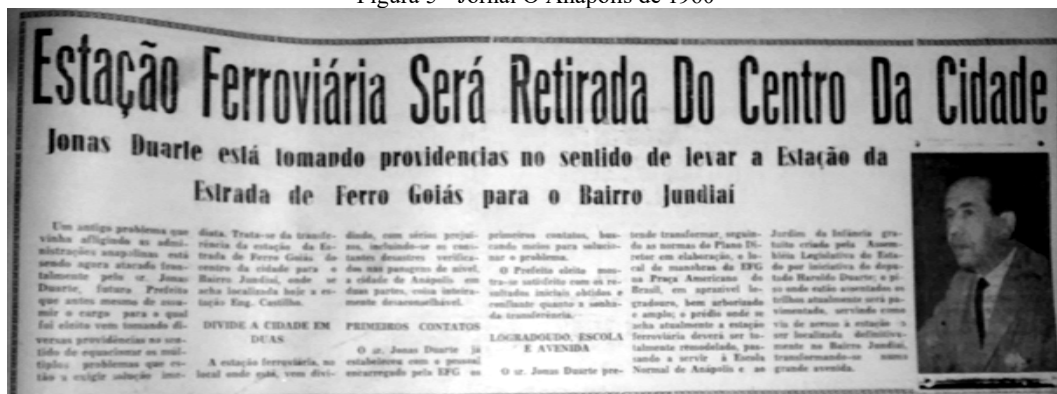 Figura 5 - Jornal O Anápolis de 1960
Estação Ferroviária Será Retirada Do Centro Da Cidade
Jonas Duarte está tomando providencias no sentido de levar a Estação da
Estrada de Ferro Goiás para o Bairro Jundiaí
Um antigo problema que
vinha afligindo as admi-
nistrações anapolinas está
sendo agora atacado fron-
talmente pelo sr. Jonas
Duarte, futuro Prefeito
que antes mesmo de assu-
mir o cargo para o qual
foi eleito vem tomando di-
versas providências no sen-
tido de equacionar os múl-
tiplos problemas que es-
tão a exigir solução ime-
diata. Trata-se da transfe-
rência da estação da Es-
trada de Ferro Goiás do
centro da cidade para o
Bairro Jundiaí, onde se
acha localizada hoje a es-
tação Eng. Castilho.
DIVIDE A CIDADE EM
DUAS
A estação ferroviária, no
local onde está, vem divi-
dindo, com sérios prejuí-
zos, incluindo-se os cons-
tantes desastres verifica-
dos nas passagens de nível,
a cidade de Anápolis em
duas partes, coisa inteira-
mente desaconselhável.
PRIMEIROS CONTATOS
O sr. Jonas Duarte já
estabeleceu com o pessoal
encarregado pela EFG os
primeiros contatos, bus-
cando meios para solucio-
nar o problema.
O Prefeito eleito mos-
tra-se satisfeito com os re-
sultados iniciais obtidos e
confiante quanto a sonha-
da transferência.
LOGRADOUDO, ESCOLA
E AVENIDA
O sr. Jonas Duarte pre-
tende transformar, seguin-
do as normas do Plano Di-
retor em elaboração, o lo-
cal de manobras da EFG
na Praça Americano do
Brasil, em aprazível lo-
gradouro, bem arborizado
e amplo; o prédio onde se
acha atualmente a estação
ferroviária deverá ser to-
talmente remodelado, pas-
sando a servir à Escola
Normal de Anápolis e ao
Jardim da Infância gra-
tuito criado pela Assem-
bléia Legislativa do Esta-
do por iniciativa do depu-
tado Haroldo Duarte; o pi-
so onde estão assentados os
trilhos atualmente será pa-
vimentado, servindo como
via de acesso à estação
ser localizada definitiva-
mente no Bairro Jundiaí,
transformando-se numa
grande avenida.